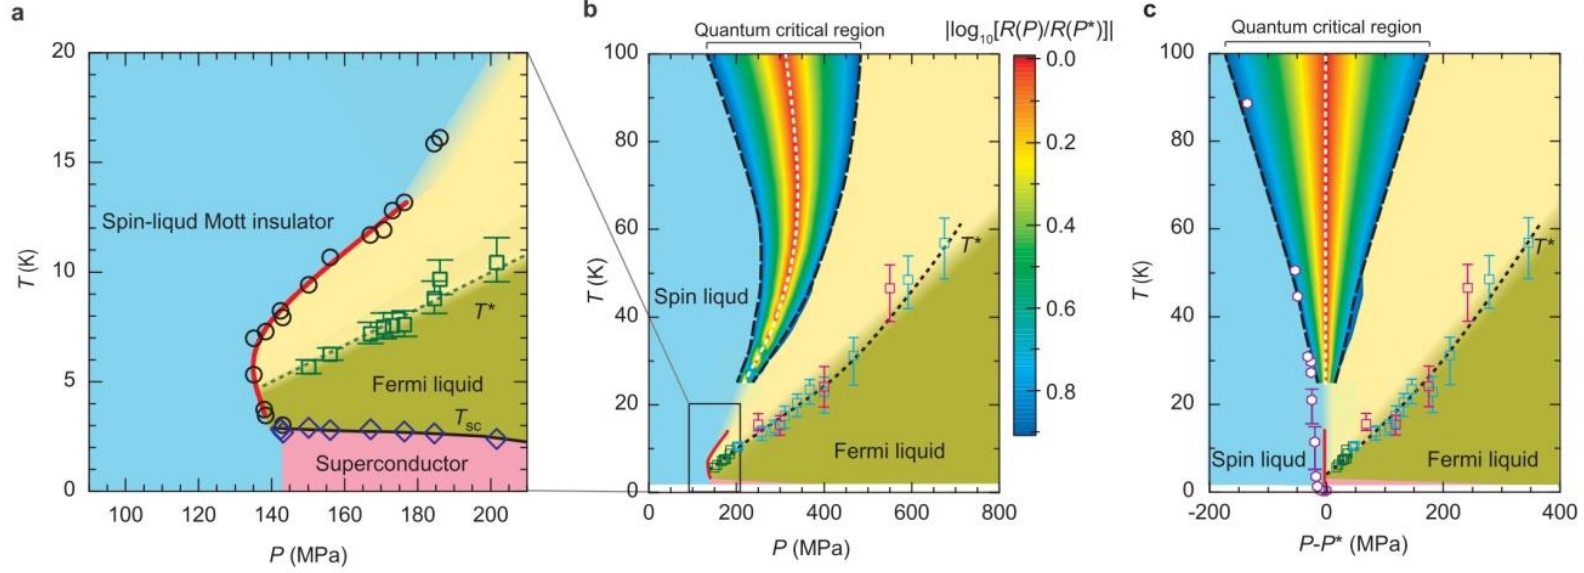 a
20
15
10
5
0
T (K)
Spin-liqud Mott insulator
T*
Fermi liquid
Tsc
Superconductor
100 120 140 160 180 200
P (MPa)
b
Quantum critical region
|log10[R(P)/R(P*)]|
100
80
60
40
20
0
T (K)
Spin liqud
T*
Fermi liquid
0 200 400 600 800
P (MPa)
0.0
0.2
0.4
0.6
0.8
c
Quantum critical region
100
80
60
40
20
0
T (K)
T*
Spin liqud
Fermi liquid
-200 0 200 400
P-P* (MPa)